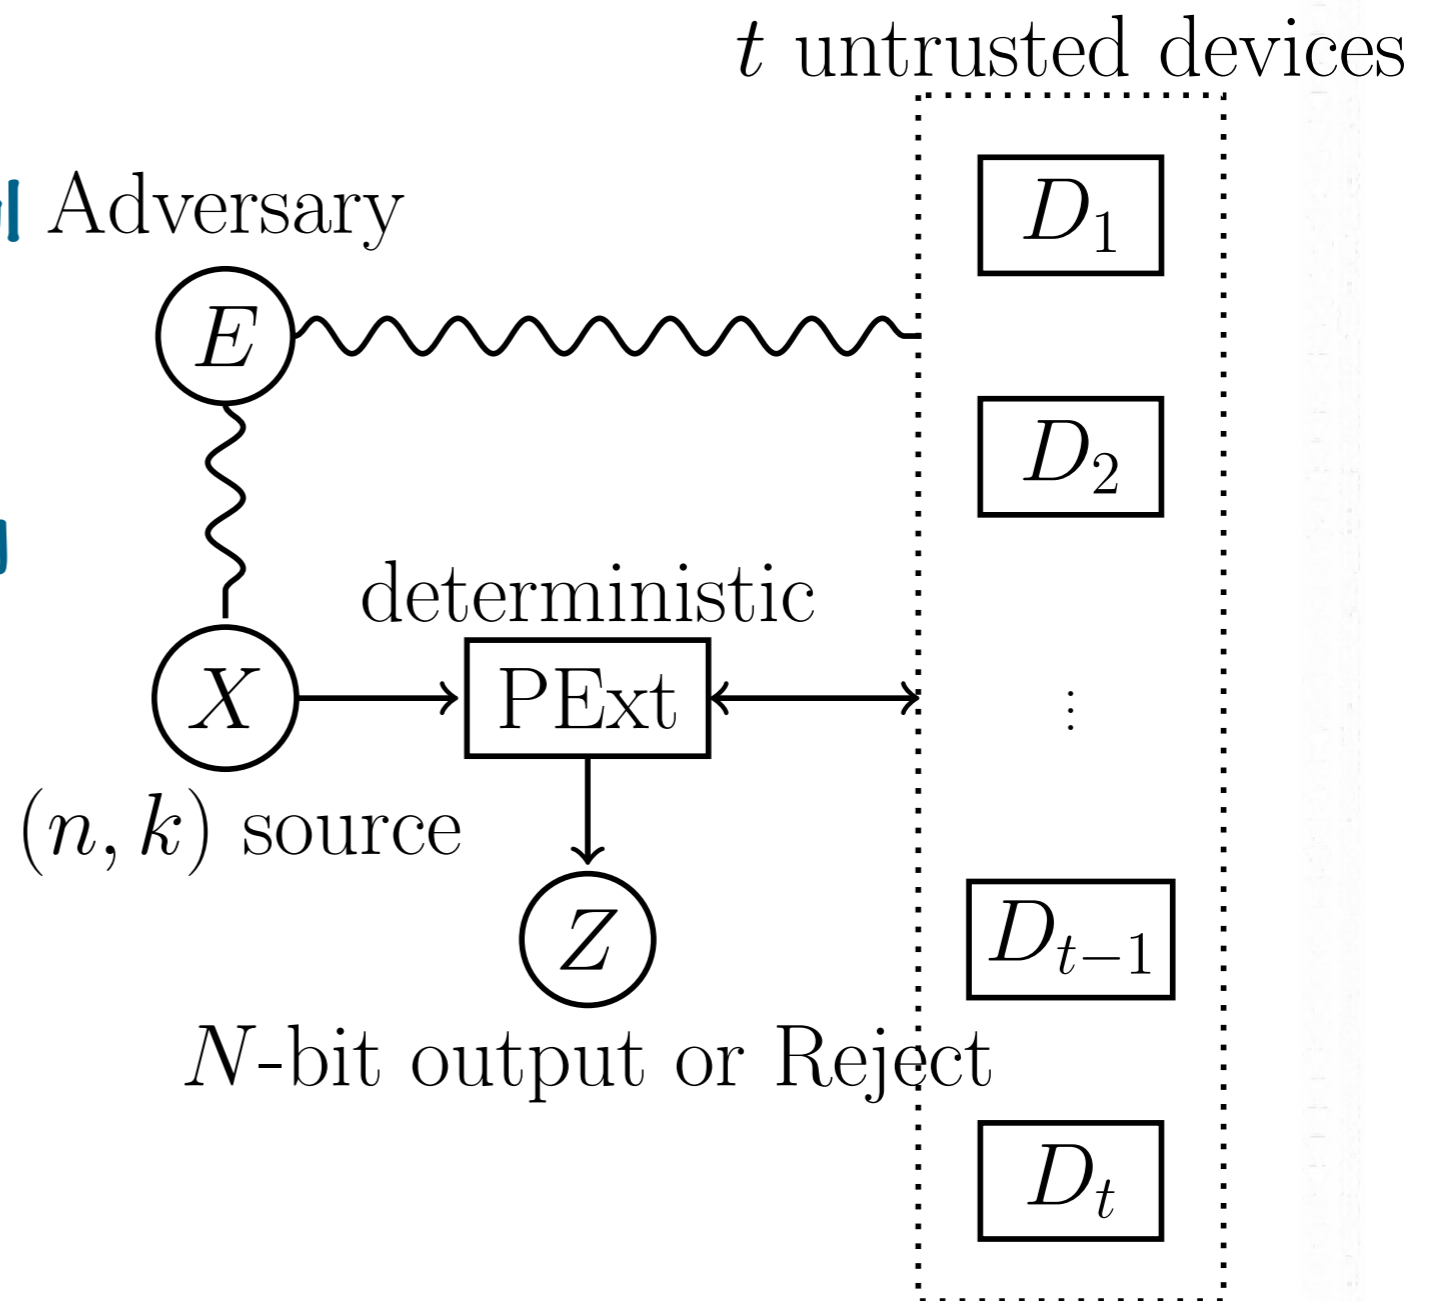 t untrusted devices
D₁
Adversary
E
D₂
deterministic
X
PExt
⋮
(n, k) source
Z
Dₜ₋₁
N-bit output or Reject
Dₜ